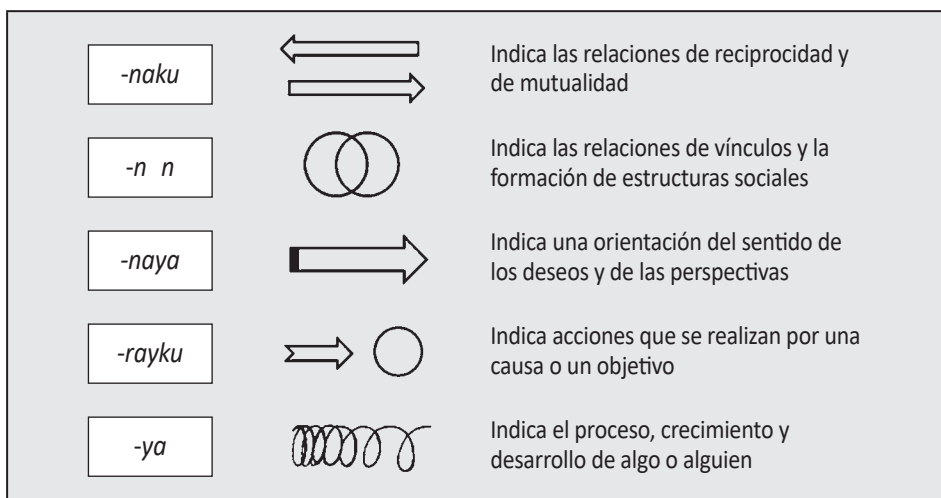 -naku
Indica las relaciones de reciprocidad y
de mutualidad
-n n
Indica las relaciones de vínculos y la
formación de estructuras sociales
-naya
Indica una orientación del sentido de
los deseos y de las perspectivas
-rayku
Indica acciones que se realizan por una
causa o un objetivo
-ya
Indica el proceso, crecimiento y
desarrollo de algo o alguien